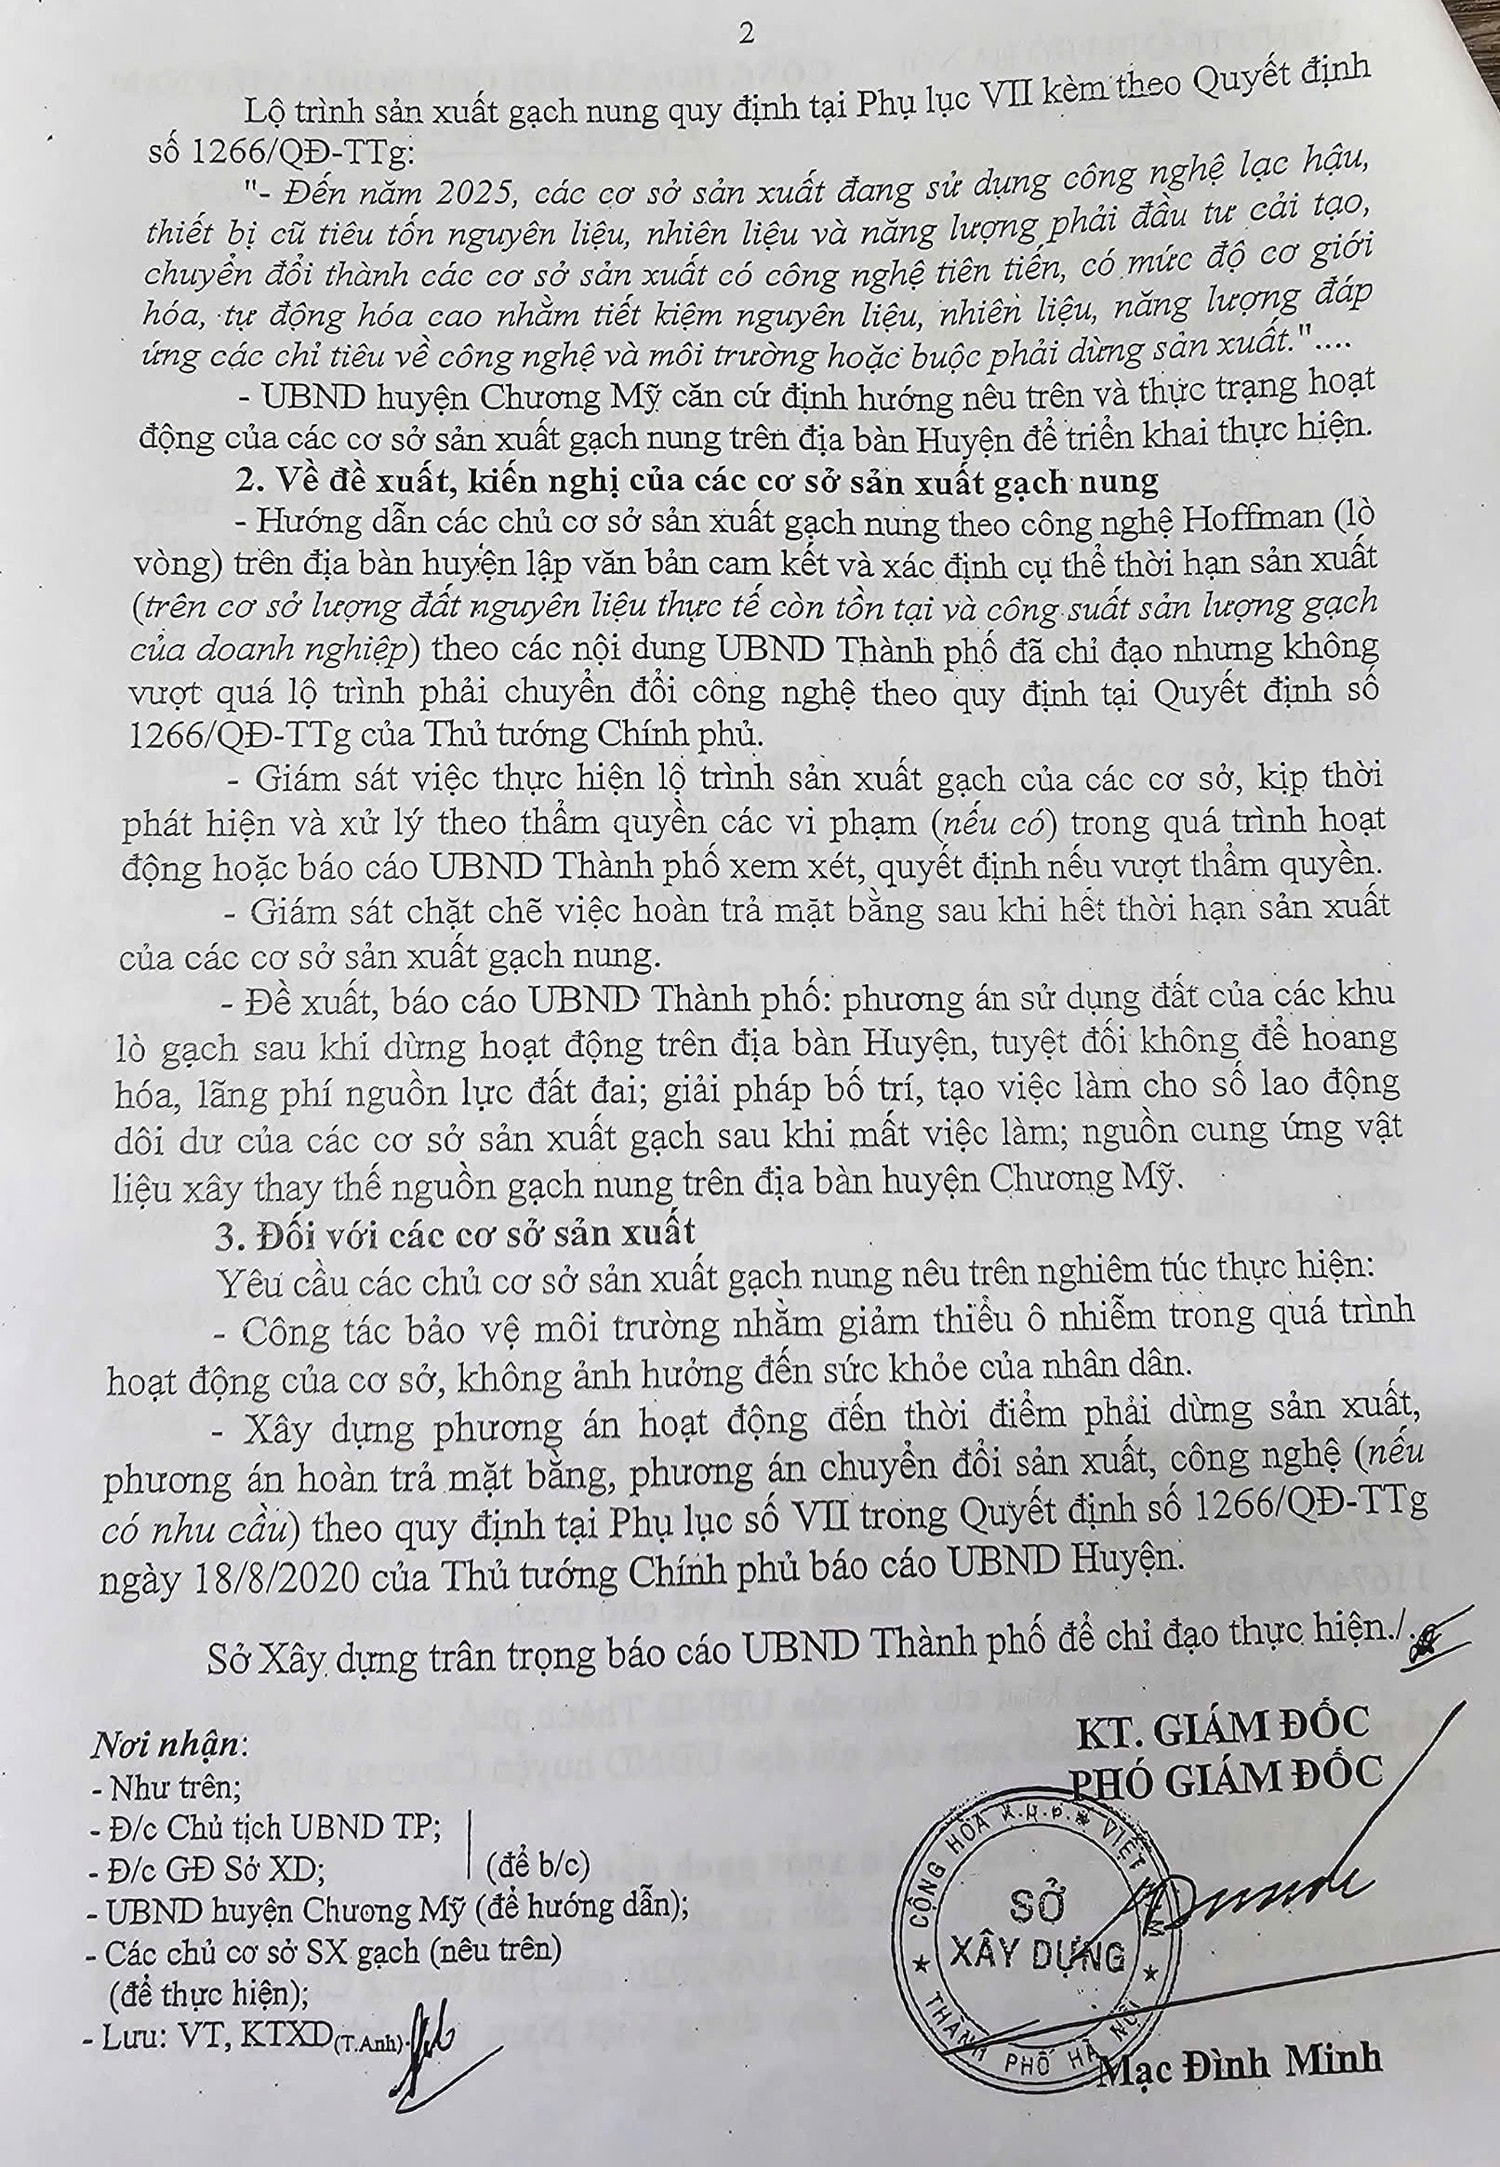 2
Lộ trình sản xuất gạch nung quy định tại Phụ lục VII kèm theo Quyết định
số 1266/QĐ-TTg:
"- Đến năm 2025, các cơ sở sản xuất đang sử dụng công nghệ lạc hậu,
thiết bị cũ tiêu tốn nguyên liệu, nhiên liệu và năng lượng phải đầu tư cải tạo,
chuyển đổi thành các cơ sở sản xuất có công nghệ tiên tiến, có mức độ cơ giới
hóa, tự động hóa cao nhằm tiết kiệm nguyên liệu, nhiên liệu, năng lượng đáp
ứng các chỉ tiêu về công nghệ và môi trường hoặc buộc phải dừng sản xuất."....
- UBND huyện Chương Mỹ căn cứ định hướng nêu trên và thực trạng hoạt
động của các cơ sở sản xuất gạch nung trên địa bàn Huyện để triển khai thực hiện.
2. Về đề xuất, kiến nghị của các cơ sở sản xuất gạch nung
- Hướng dẫn các chủ cơ sở sản xuất gạch nung theo công nghệ Hoffman (lò
vòng) trên địa bàn huyện lập văn bản cam kết và xác định cụ thể thời hạn sản xuất
(trên cơ sở lượng đất nguyên liệu thực tế còn tồn tại và công suất sản lượng gạch
của doanh nghiệp) theo các nội dung UBND Thành phố đã chỉ đạo nhưng không
vượt quá lộ trình phải chuyển đổi công nghệ theo quy định tại Quyết định số
1266/QĐ-TTg của Thủ tướng Chính phủ.
- Giám sát việc thực hiện lộ trình sản xuất gạch của các cơ sở, kịp thời
phát hiện và xử lý theo thẩm quyền các vi phạm (nếu có) trong quá trình hoạt
động hoặc báo cáo UBND Thành phố xem xét, quyết định nếu vượt thẩm quyền.
- Giám sát chặt chẽ việc hoàn trả mặt bằng sau khi hết thời hạn sản xuất
của các cơ sở sản xuất gạch nung.
- Đề xuất, báo cáo UBND Thành phố: phương án sử dụng đất của các khu
lò gạch sau khi dừng hoạt động trên địa bàn Huyện, tuyệt đối không để hoang
hóa, lãng phí nguồn lực đất đai; giải pháp bố trí, tạo việc làm cho số lao động
dôi dư của các cơ sở sản xuất gạch sau khi mất việc làm; nguồn cung ứng vật
liệu xây thay thế nguồn gạch nung trên địa bàn huyện Chương Mỹ.
3. Đối với các cơ sở sản xuất
Yêu cầu các chủ cơ sở sản xuất gạch nung nêu trên nghiêm túc thực hiện:
- Công tác bảo vệ môi trường nhằm giảm thiểu ô nhiễm trong quá trình
hoạt động của cơ sở, không ảnh hưởng đến sức khỏe của nhân dân.
- Xây dựng phương án hoạt động đến thời điểm phải dừng sản xuất,
phương án hoàn trả mặt bằng, phương án chuyển đổi sản xuất, công nghệ (nếu
có nhu cầu) theo quy định tại Phụ lục số VII trong Quyết định số 1266/QĐ-TTg
ngày 18/8/2020 của Thủ tướng Chính phủ báo cáo UBND Huyện.
Sở Xây dựng trân trọng báo cáo UBND Thành phố để chỉ đạo thực hiện./.
Nơi nhận:
- Như trên;
- Đ/c Chủ tịch UBND TP;
- Đ/c GĐ Sở XD;
(để b/c)
- UBND huyện Chương Mỹ (để hướng dẫn);
- Các chủ cơ sở SX gạch (nêu trên)
(để thực hiện);
- Lưu: VT, KTXD(T.Anh).
KT. GIÁM ĐỐC
PHÓ GIÁM ĐỐC
CỘNG HÒA X.H.C.N VIỆT NAM
SỞ
XÂY DỰNG
THÀNH PHỐ HÀ NỘI
Mạc Đình Minh